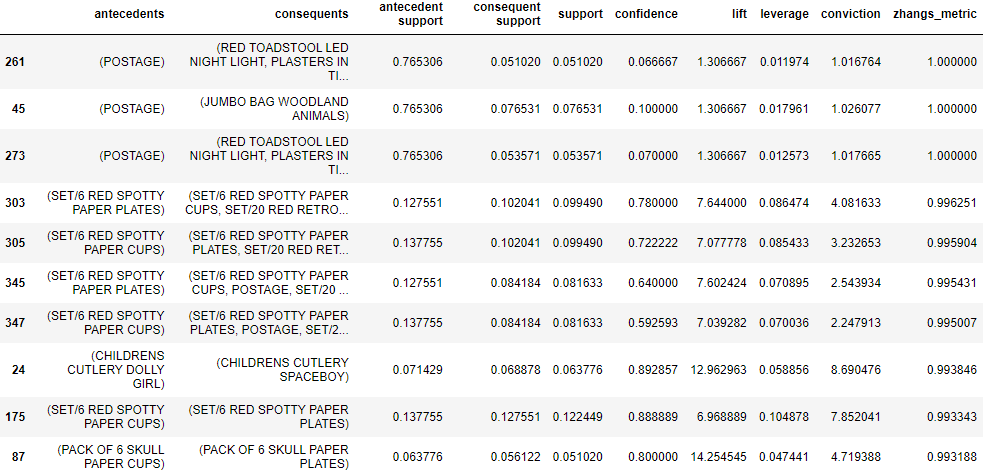 antecedents consequents antecedent support consequent support support confidence lift leverage conviction zhangs_metric
261 (POSTAGE) (RED TOADSTOOL LED NIGHT LIGHT, PLASTERS IN TI... 0.765306 0.051020 0.051020 0.066667 1.306667 0.011974 1.016764 1.000000
45 (POSTAGE) (JUMBO BAG WOODLAND ANIMALS) 0.765306 0.076531 0.076531 0.100000 1.306667 0.017961 1.026077 1.000000
273 (POSTAGE) (RED TOADSTOOL LED NIGHT LIGHT, PLASTERS IN TI... 0.765306 0.053571 0.053571 0.070000 1.306667 0.012573 1.017665 1.000000
303 (SET/6 RED SPOTTY PAPER PLATES) (SET/6 RED SPOTTY PAPER CUPS, SET/20 RED RETRO... 0.127551 0.102041 0.099490 0.780000 7.644000 0.086474 4.081633 0.996251
305 (SET/6 RED SPOTTY PAPER CUPS) (SET/6 RED SPOTTY PAPER PLATES, SET/20 RED RET... 0.137755 0.102041 0.099490 0.722222 7.077778 0.085433 3.232653 0.995904
345 (SET/6 RED SPOTTY PAPER PLATES) (SET/6 RED SPOTTY PAPER CUPS, POSTAGE, SET/20 ... 0.127551 0.084184 0.081633 0.640000 7.602424 0.070895 2.543934 0.995431
347 (SET/6 RED SPOTTY PAPER CUPS) (SET/6 RED SPOTTY PAPER PLATES, POSTAGE, SET/2... 0.137755 0.084184 0.081633 0.592593 7.039282 0.070036 2.247913 0.995007
24 (CHILDRENS CUTLERY DOLLY GIRL) (CHILDRENS CUTLERY SPACEBOY) 0.071429 0.068878 0.063776 0.892857 12.962963 0.058856 8.690476 0.993846
175 (SET/6 RED SPOTTY PAPER CUPS) (SET/6 RED SPOTTY PAPER PLATES) 0.137755 0.127551 0.122449 0.888889 6.968889 0.104878 7.852041 0.993343
87 (PACK OF 6 SKULL PAPER CUPS) (PACK OF 6 SKULL PAPER PLATES) 0.063776 0.056122 0.051020 0.800000 14.254545 0.047441 4.719388 0.993188